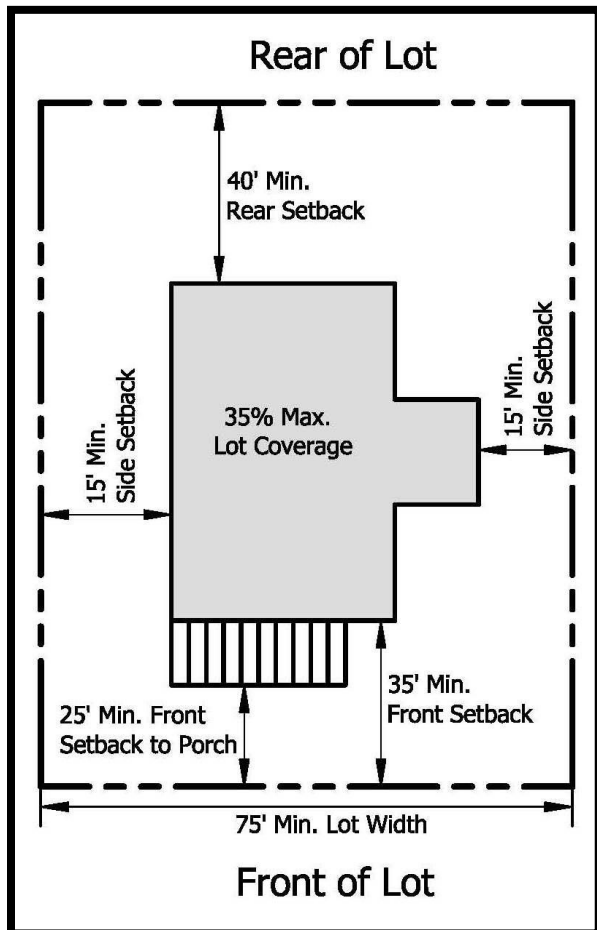 Rear of Lot
40' Min.
Rear Setback
15' Min.
Side Setback
35% Max.
Lot Coverage
15' Min.
Side Setback
25' Min. Front
Setback to Porch
35' Min.
Front Setback
75' Min. Lot Width
Front of Lot